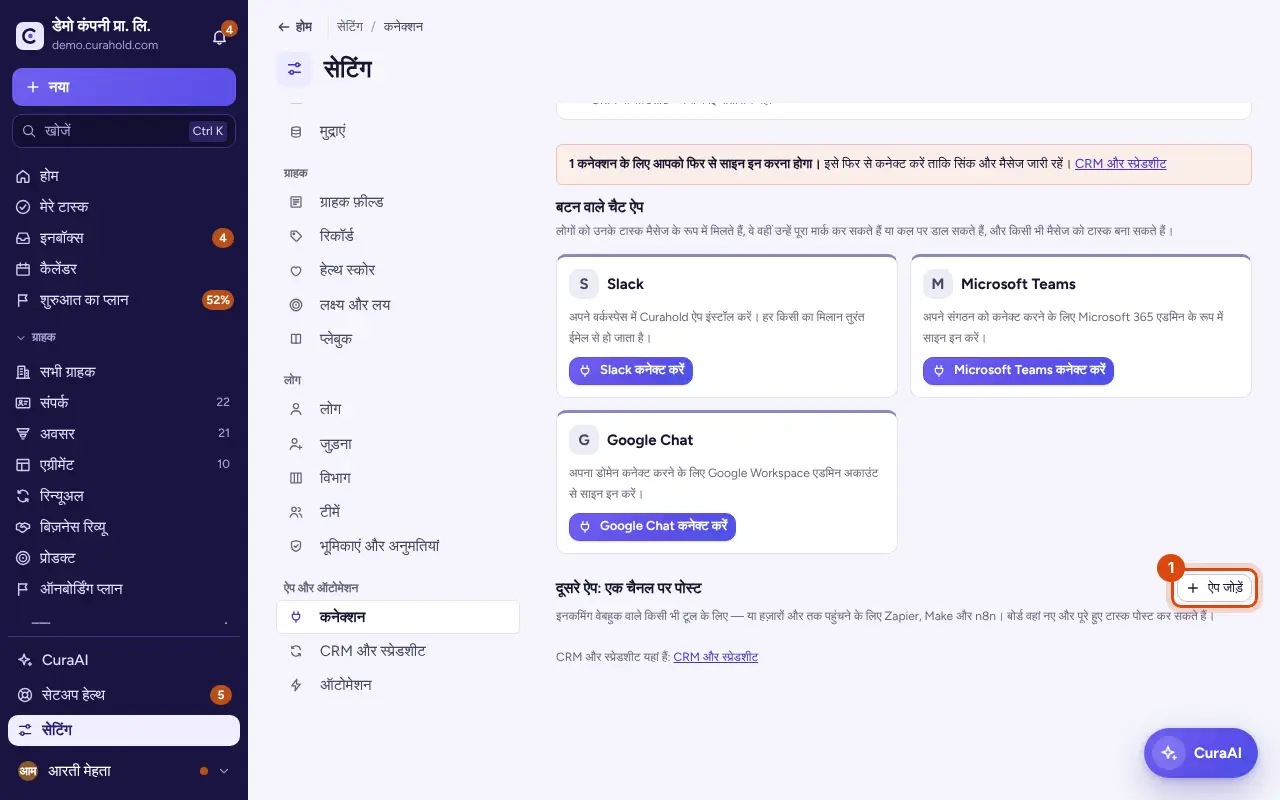 डेमो कंपनी प्रा. लि.
demo.curahold.com
4
नया
खोजें
Ctrl K
होम
मेरे टास्क
इनबॉक्स
4
कैलेंडर
शुरुआत का प्लान
52%
ग्राहक
सभी ग्राहक
संपर्क
22
अवसर
21
एग्रीमेंट
10
रिन्यूअल
बिज़नेस रिव्यू
प्रोडक्ट
ऑनबोर्डिंग प्लान
CuraAI
सेटअप हेल्थ
5
सेटिंग
आम
आरती मेहता
होम
सेटिंग / कनेक्शन
सेटिंग
मुद्राएं
ग्राहक
ग्राहक फ़ील्ड
रिकॉर्ड
हेल्थ स्कोर
लक्ष्य और लय
प्लेबुक
लोग
लोग
जुड़ना
विभाग
टीमें
भूमिकाएं और अनुमतियां
ऐप और ऑटोमेशन
कनेक्शन
CRM और स्प्रेडशीट
ऑटोमेशन
1 कनेक्शन के लिए आपको फिर से साइन इन करना होगा। इसे फिर से कनेक्ट करें ताकि सिंक और मैसेज जारी रहें। CRM और स्प्रेडशीट
बटन वाले चैट ऐप
लोगों को उनके टास्क मैसेज के रूप में मिलते हैं, वे वहीं उन्हें पूरा मार्क कर सकते हैं या कल पर डाल सकते हैं, और किसी भी मैसेज को टास्क बना सकते हैं।
S
Slack
अपने वर्कस्पेस में Curahold ऐप इंस्टॉल करें। हर किसी का मिलान तुरंत
ईमेल से हो जाता है।
Slack कनेक्ट करें
M
Microsoft Teams
अपने संगठन को कनेक्ट करने के लिए Microsoft 365 एडमिन के रूप में
साइन इन करें।
Microsoft Teams कनेक्ट करें
G
Google Chat
अपना डोमेन कनेक्ट करने के लिए Google Workspace एडमिन अकाउंट
से साइन इन करें।
Google Chat कनेक्ट करें
दूसरे ऐप: एक चैनल पर पोस्ट
1
ऐप जोड़ें
इनकमिंग वेबहुक वाले किसी भी टूल के लिए — या हज़ारों और तक पहुंचने के लिए Zapier, Make और n8n। बोर्ड वहां नए और पूरे हुए टास्क पोस्ट कर सकते हैं।
CRM और स्प्रेडशीट यहां हैं: CRM और स्प्रेडशीट
CuraAI